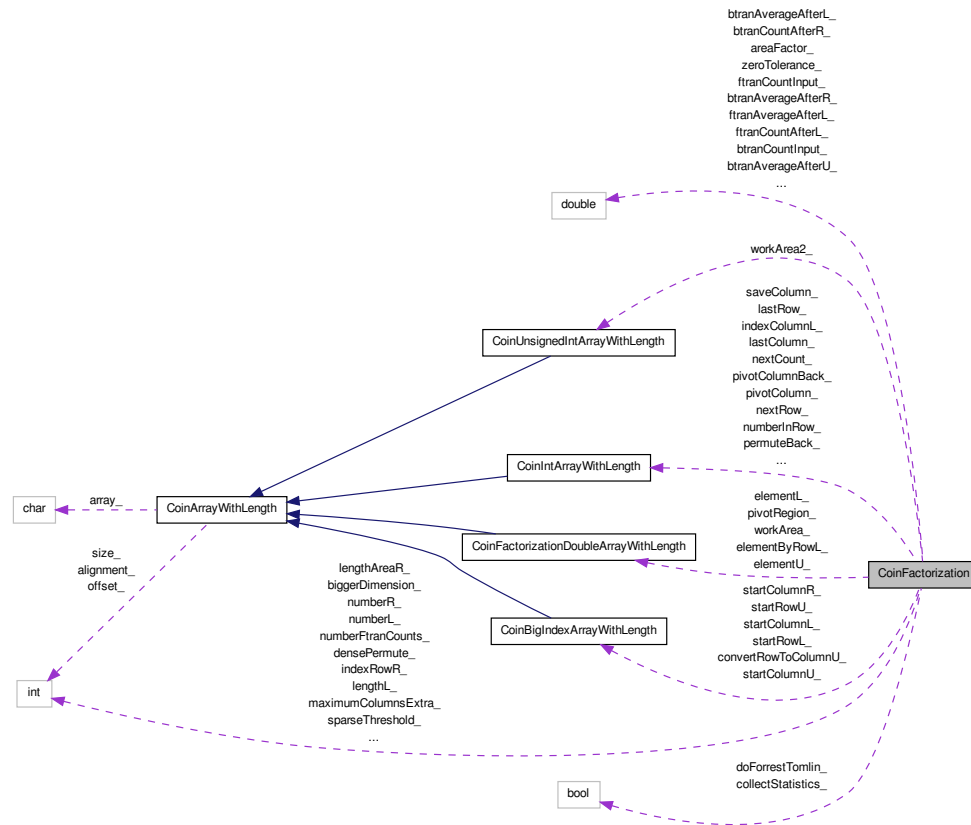 btranAverageAfterL_
btranCountAfterR_
areaFactor_
zeroTolerance_
ftranCountInput_
btranAverageAfterR_
ftranAverageAfterL_
ftranCountAfterL_
btranCountInput_
btranAverageAfterU_
...
double
workArea2_
CoinUnsignedIntArrayWithLength
saveColumn_
lastRow_
indexColumnL_
lastColumn_
nextCount_
pivotColumnBack_
pivotColumn_
nextRow_
numberInRow_
permuteBack_
...
CoinIntArrayWithLength
char
array_
CoinArrayWithLength
elementL_
pivotRegion_
workArea_
elementByRowL_
elementU_
CoinFactorizationDoubleArrayWithLength
CoinFactorization
size_
alignment_
offset_
startColumnR_
startRowU_
startColumnL_
startRowL_
convertRowToColumnU_
startColumnU_
CoinBigIndexArrayWithLength
lengthAreaR_
biggerDimension_
numberR_
numberL_
numberFtranCounts_
densePermute_
indexRowR_
lengthL_
maximumColumnsExtra_
sparseThreshold_
...
int
doForrestTomlin_
collectStatistics_
bool